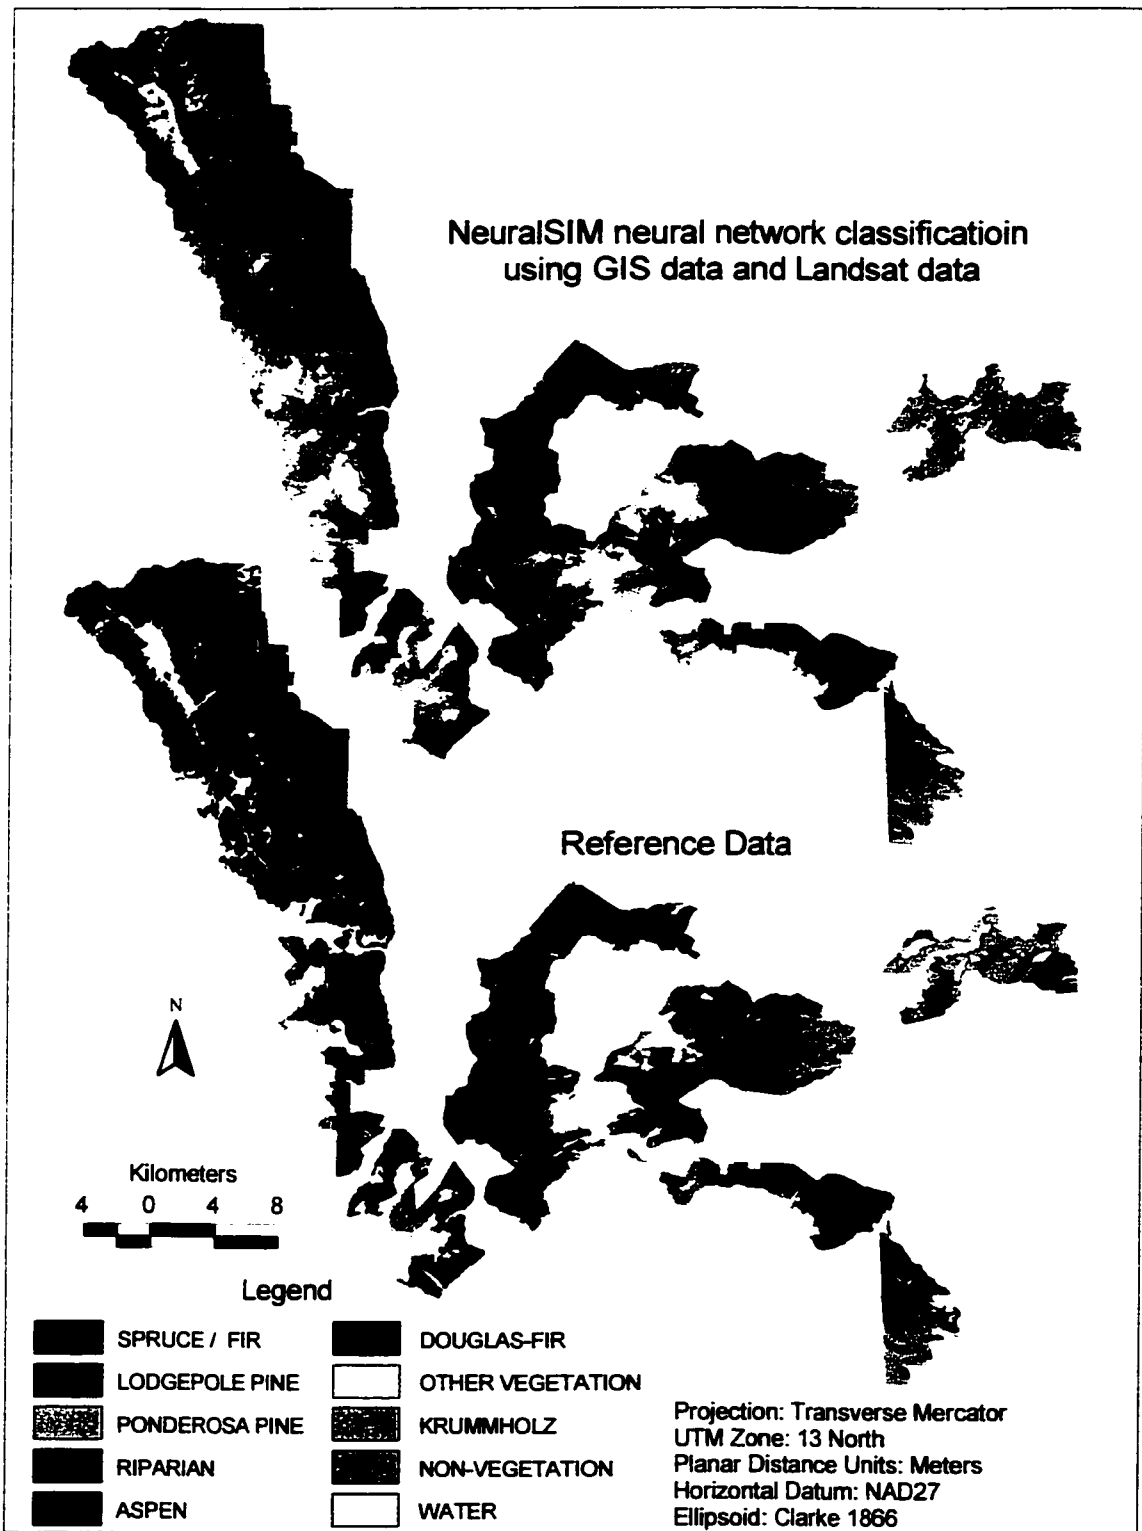 NeuralSIM neural network classificatioin
using GIS data and Landsat data
Reference Data
N
Kilometers
4 0 4 8
Legend
SPRUCE / FIR
LODGEPOLE PINE
PONDEROSA PINE
RIPARIAN
ASPEN
DOUGLAS-FIR
OTHER VEGETATION
KRUMMHOLZ
NON-VEGETATION
WATER
Projection: Transverse Mercator
UTM Zone: 13 North
Planar Distance Units: Meters
Horizontal Datum: NAD27
Ellipsoid: Clarke 1866